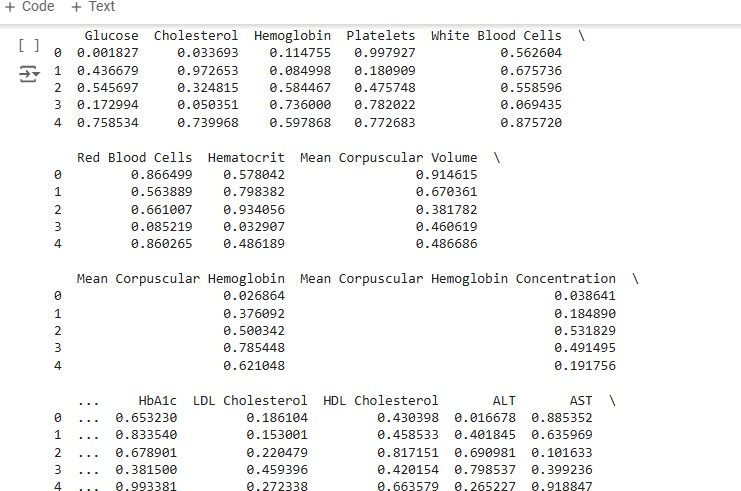 + Code + Text
[ ]
Glucose Cholesterol Hemoglobin Platelets White Blood Cells \
0 0.001827 0.033693 0.114755 0.997927 0.562604
1 0.436679 0.972653 0.084998 0.180909 0.675736
2 0.545697 0.324815 0.584467 0.475748 0.558596
3 0.172994 0.050351 0.736000 0.782022 0.069435
4 0.758534 0.739968 0.597868 0.772683 0.875720
Red Blood Cells Hematocrit Mean Corpuscular Volume \
0 0.866499 0.578042 0.914615
1 0.563889 0.798382 0.670361
2 0.661007 0.934056 0.381782
3 0.085219 0.032907 0.460619
4 0.860265 0.486189 0.486686
Mean Corpuscular Hemoglobin Mean Corpuscular Hemoglobin Concentration \
0 0.026864 0.038641
1 0.376092 0.184890
2 0.500342 0.531829
3 0.785448 0.491495
4 0.621048 0.191756
... HbA1c LDL Cholesterol HDL Cholesterol ALT AST \
0 ... 0.653230 0.186104 0.430398 0.016678 0.885352
1 ... 0.833540 0.153001 0.458533 0.401845 0.635969
2 ... 0.678901 0.220479 0.817151 0.690981 0.101633
3 ... 0.381500 0.459396 0.420154 0.798537 0.399236
4 ... 0.993381 0.272338 0.663579 0.265227 0.918847